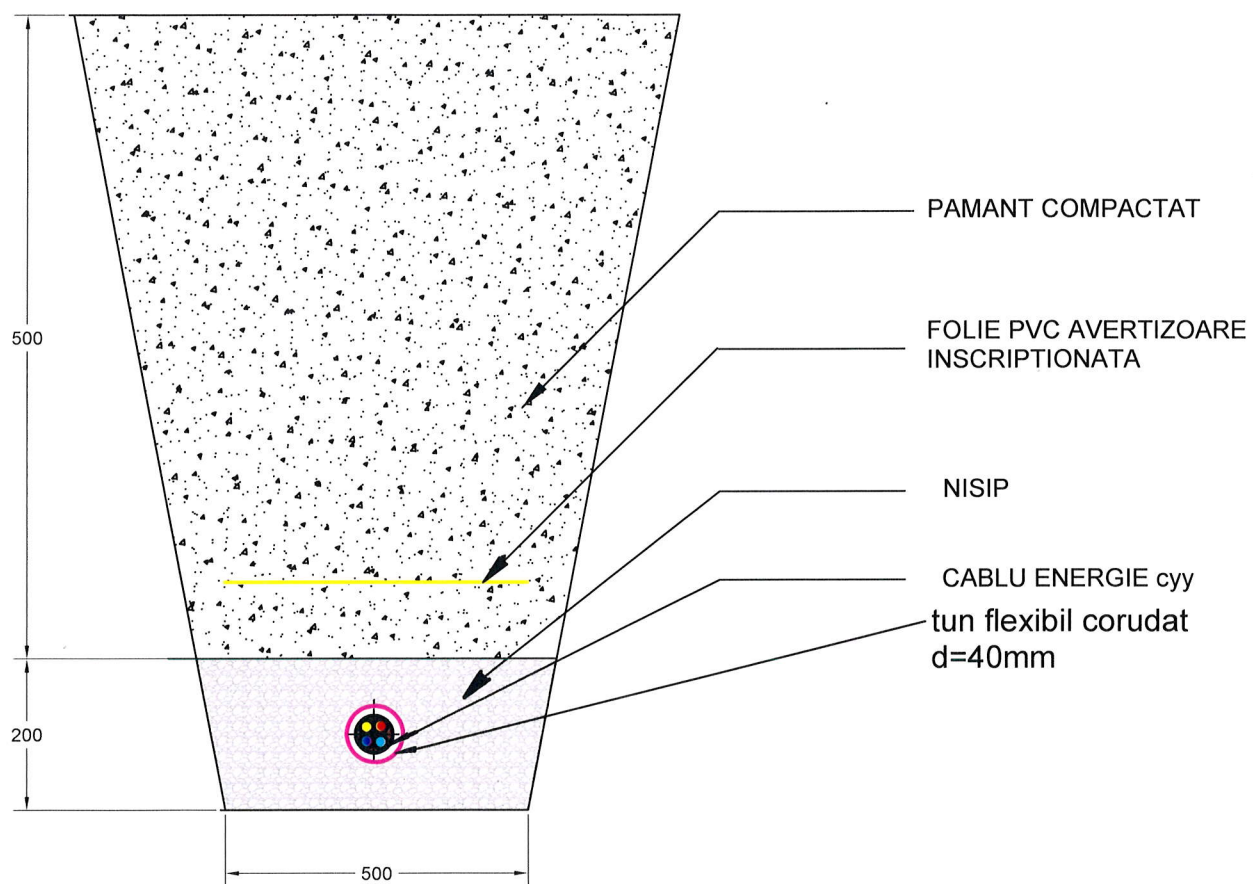 PAMANT COMPACTAT
500
FOLIE PVC AVERTIZOARE
INSCRIPTIONATA
NISIP
CABLU ENERGIE cyy
tun flexibil corudat
d=40mm
200
500